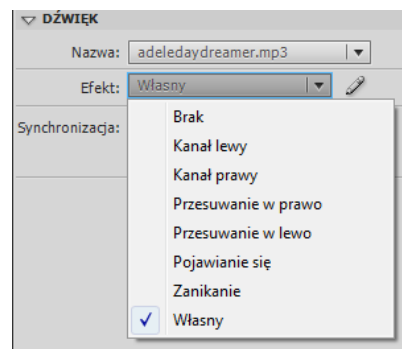 DŹWIĘK
Nazwa: adeledaydreamer.mp3
Efekt: Własny
Synchronizacja:
Brak
Kanał lewy
Kanał prawy
Przesuwanie w prawo
Przesuwanie w lewo
Pojawianie się
Zanikanie
Własny